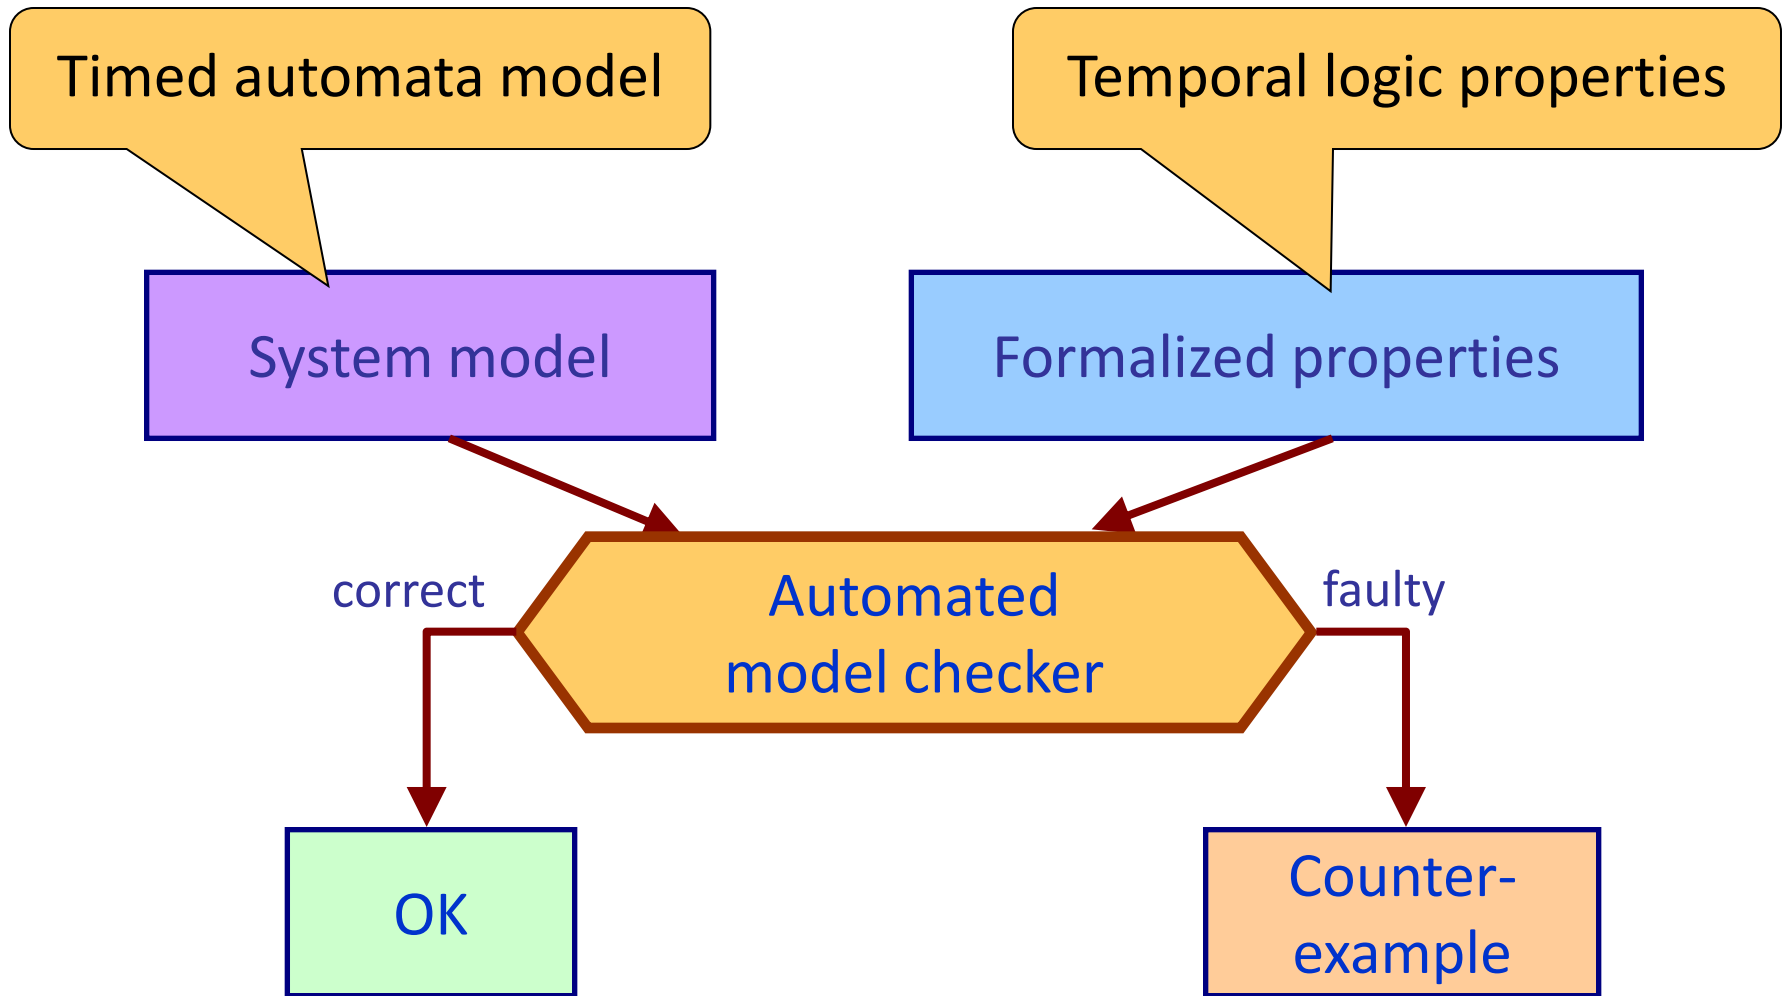 Timed automata model
Temporal logic properties
System model
Formalized properties
correct
Automated
model checker
faulty
OK
Counter-
example